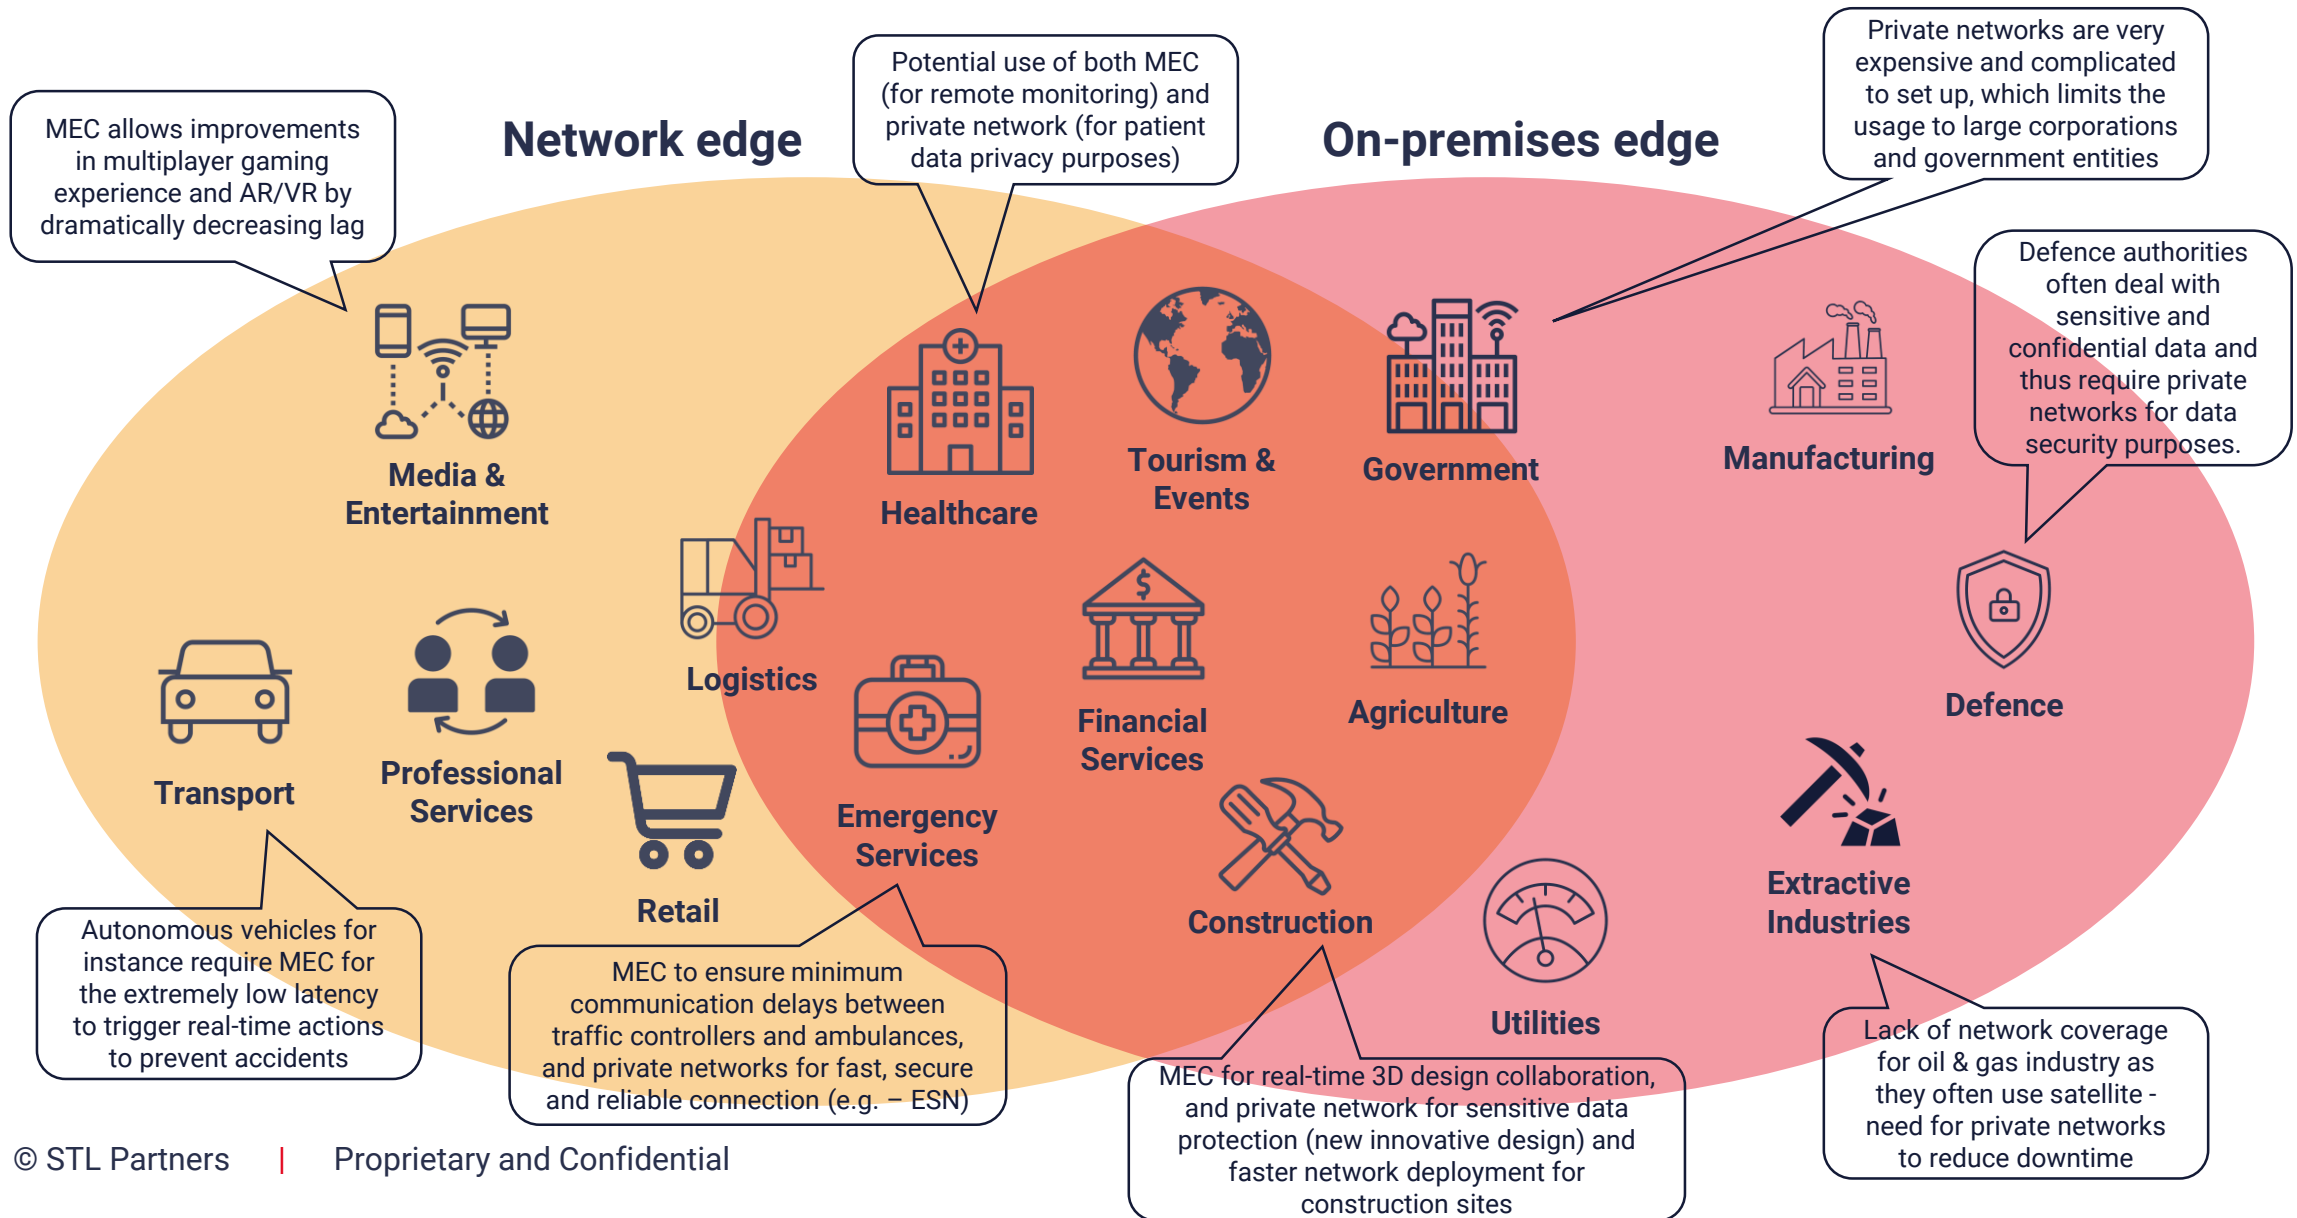 Network edge
On-premises edge
MEC allows improvements
in multiplayer gaming
experience and AR/VR by
dramatically decreasing lag
Potential use of both MEC
(for remote monitoring) and
private network (for patient
data privacy purposes)
Private networks are very
expensive and complicated
to set up, which limits the
usage to large corporations
and government entities
Defence authorities
often deal with
sensitive and
confidential data and
thus require private
networks for data
security purposes.
Media &
Entertainment
Healthcare
Tourism &
Events
Government
Manufacturing
Logistics
$
Financial
Services
Agriculture
Defence
Transport
Professional
Services
Retail
Emergency
Services
Construction
Utilities
Extractive
Industries
Autonomous vehicles for
instance require MEC for
the extremely low latency
to trigger real-time actions
to prevent accidents
MEC to ensure minimum
communication delays between
traffic controllers and ambulances,
and private networks for fast, secure
and reliable connection (e.g. – ESN)
MEC for real-time 3D design collaboration,
and private network for sensitive data
protection (new innovative design) and
faster network deployment for
construction sites
Lack of network coverage
for oil & gas industry as
they often use satellite -
need for private networks
to reduce downtime
© STL Partners | Proprietary and Confidential